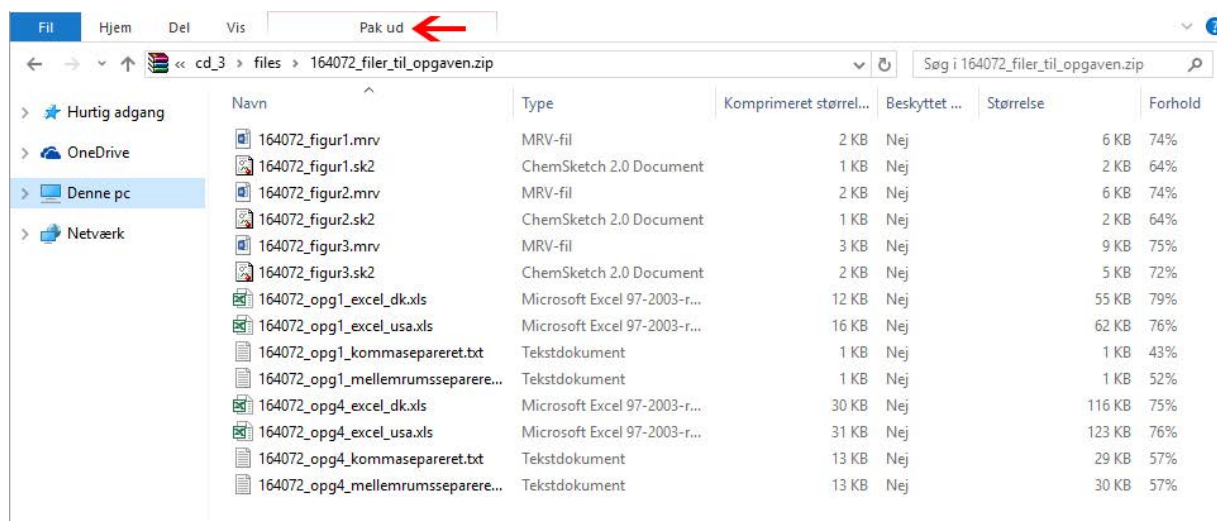 Fil Hjem Del Vis Pak ud
« cd_3 › files › 164072_filer_til_opgaven.zip Søg i 164072_filer_til_opgaven.zip
Hurtig adgang
OneDrive
Denne pc
Netværk
Navn Type Komprimeret størrel... Beskyttet ... Størrelse Forhold
164072_figur1.mrv MRV-fil 2 KB Nej 6 KB 74%
164072_figur1.sk2 ChemSketch 2.0 Document 1 KB Nej 2 KB 64%
164072_figur2.mrv MRV-fil 2 KB Nej 6 KB 74%
164072_figur2.sk2 ChemSketch 2.0 Document 1 KB Nej 2 KB 64%
164072_figur3.mrv MRV-fil 3 KB Nej 9 KB 75%
164072_figur3.sk2 ChemSketch 2.0 Document 2 KB Nej 5 KB 72%
164072_opg1_excel_dk.xls Microsoft Excel 97-2003-r... 12 KB Nej 55 KB 79%
164072_opg1_excel_usa.xls Microsoft Excel 97-2003-r... 16 KB Nej 62 KB 76%
164072_opg1_kommasepareret.txt Tekstdokument 1 KB Nej 1 KB 43%
164072_opg1_mellemrumsseparere... Tekstdokument 1 KB Nej 1 KB 52%
164072_opg4_excel_dk.xls Microsoft Excel 97-2003-r... 30 KB Nej 116 KB 75%
164072_opg4_excel_usa.xls Microsoft Excel 97-2003-r... 31 KB Nej 123 KB 76%
164072_opg4_kommasepareret.txt Tekstdokument 13 KB Nej 29 KB 57%
164072_opg4_mellemrumsseparere... Tekstdokument 13 KB Nej 30 KB 57%